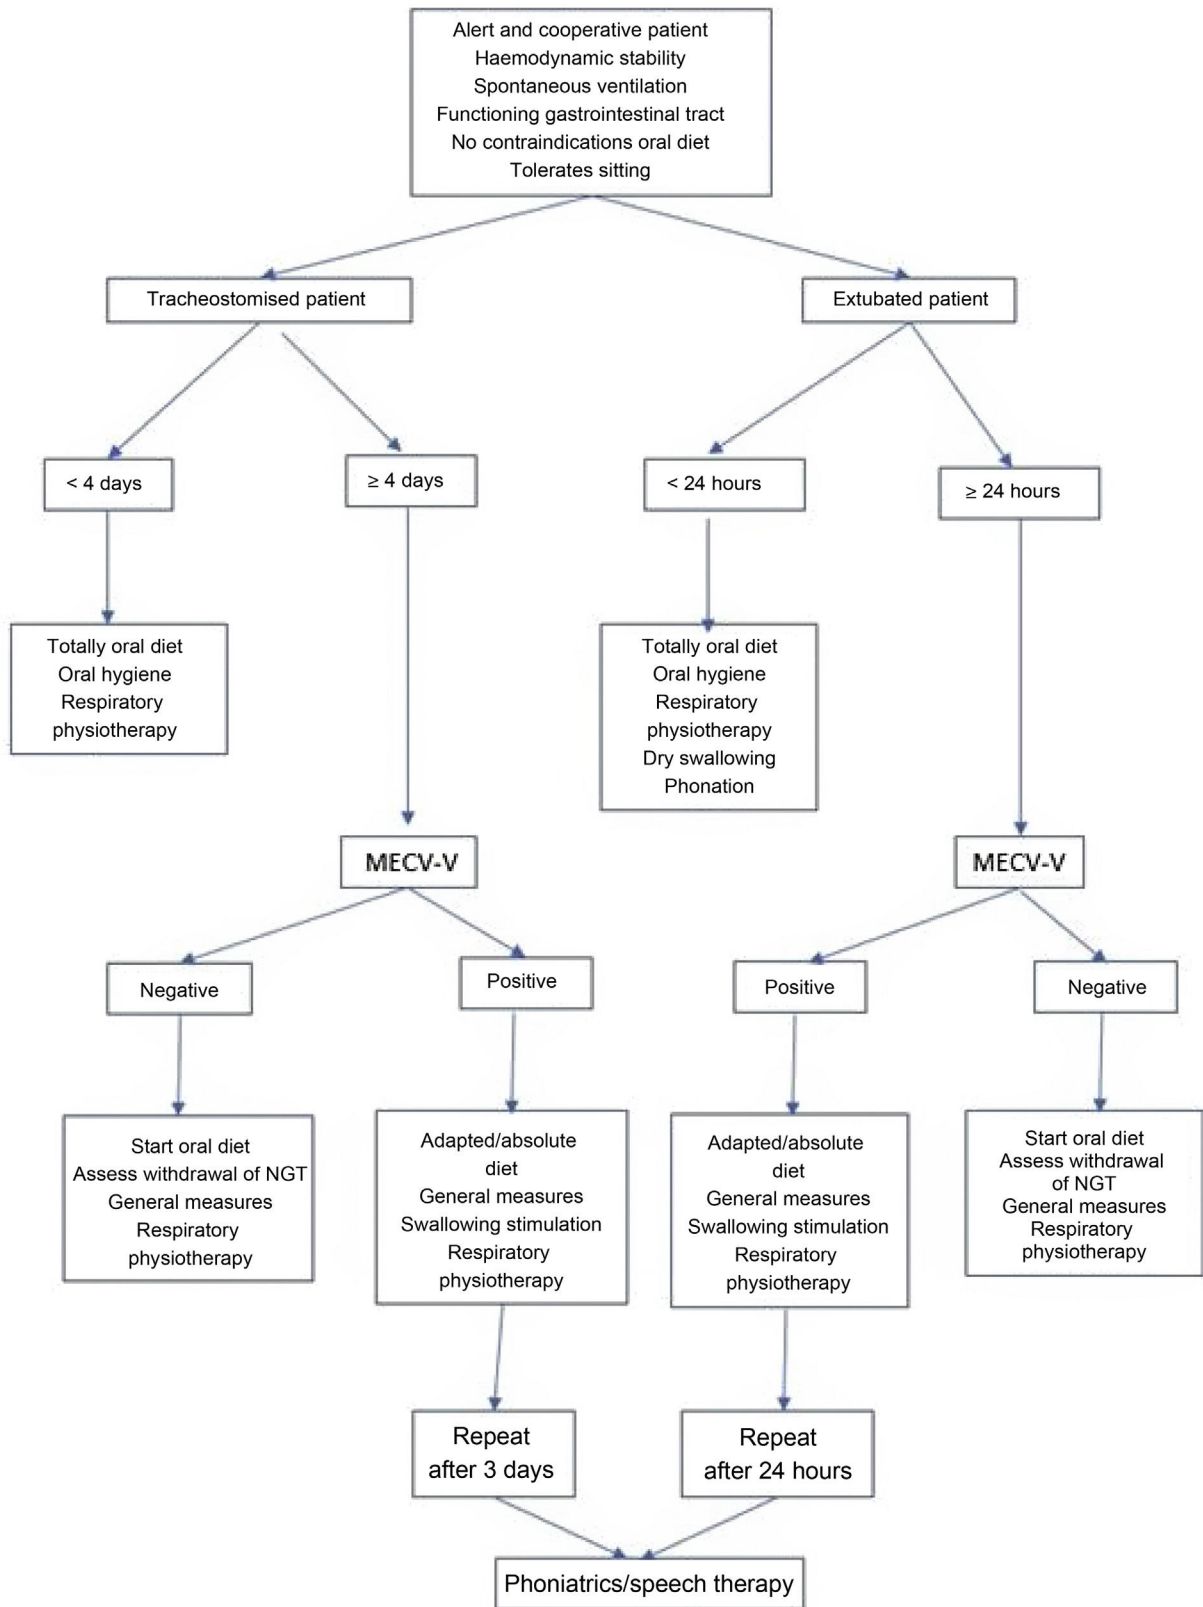 Alert and cooperative patient
Haemodynamic stability
Spontaneous ventilation
Functioning gastrointestinal tract
No contraindications oral diet
Tolerates sitting
Tracheostomised patient
Extubated patient
< 4 days
≥ 4 days
< 24 hours
≥ 24 hours
Totally oral diet
Oral hygiene
Respiratory
physiotherapy
Totally oral diet
Oral hygiene
Respiratory
physiotherapy
Dry swallowing
Phonation
MECV-V
MECV-V
Negative
Positive
Positive
Negative
Start oral diet
Assess withdrawal of NGT
General measures
Respiratory
physiotherapy
Adapted/absolute
diet
General measures
Swallowing stimulation
Respiratory
physiotherapy
Adapted/absolute
diet
General measures
Swallowing stimulation
Respiratory
physiotherapy
Start oral diet
Assess withdrawal
of NGT
General measures
Respiratory
physiotherapy
Repeat
after 3 days
Repeat
after 24 hours
Phoniatrics/speech therapy